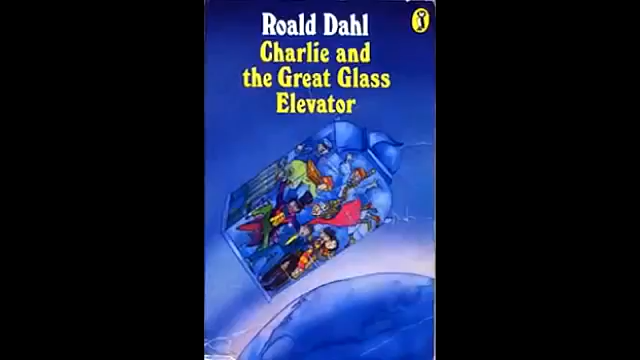 Roald Dahl
Charlie and
the Great Glass
Elevator